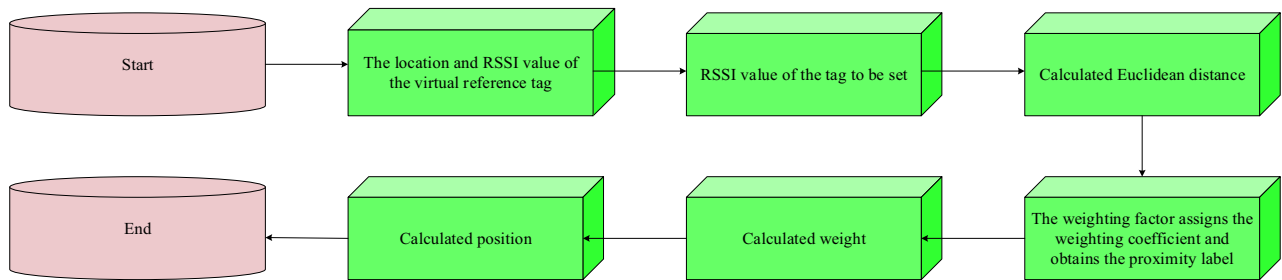 Start
The location and RSSI value of
the virtual reference tag
RSSI value of the tag to be set
Calculated Euclidean distance
The weighting factor assigns the
weighting coefficient and
obtains the proximity label
Calculated weight
Calculated position
End